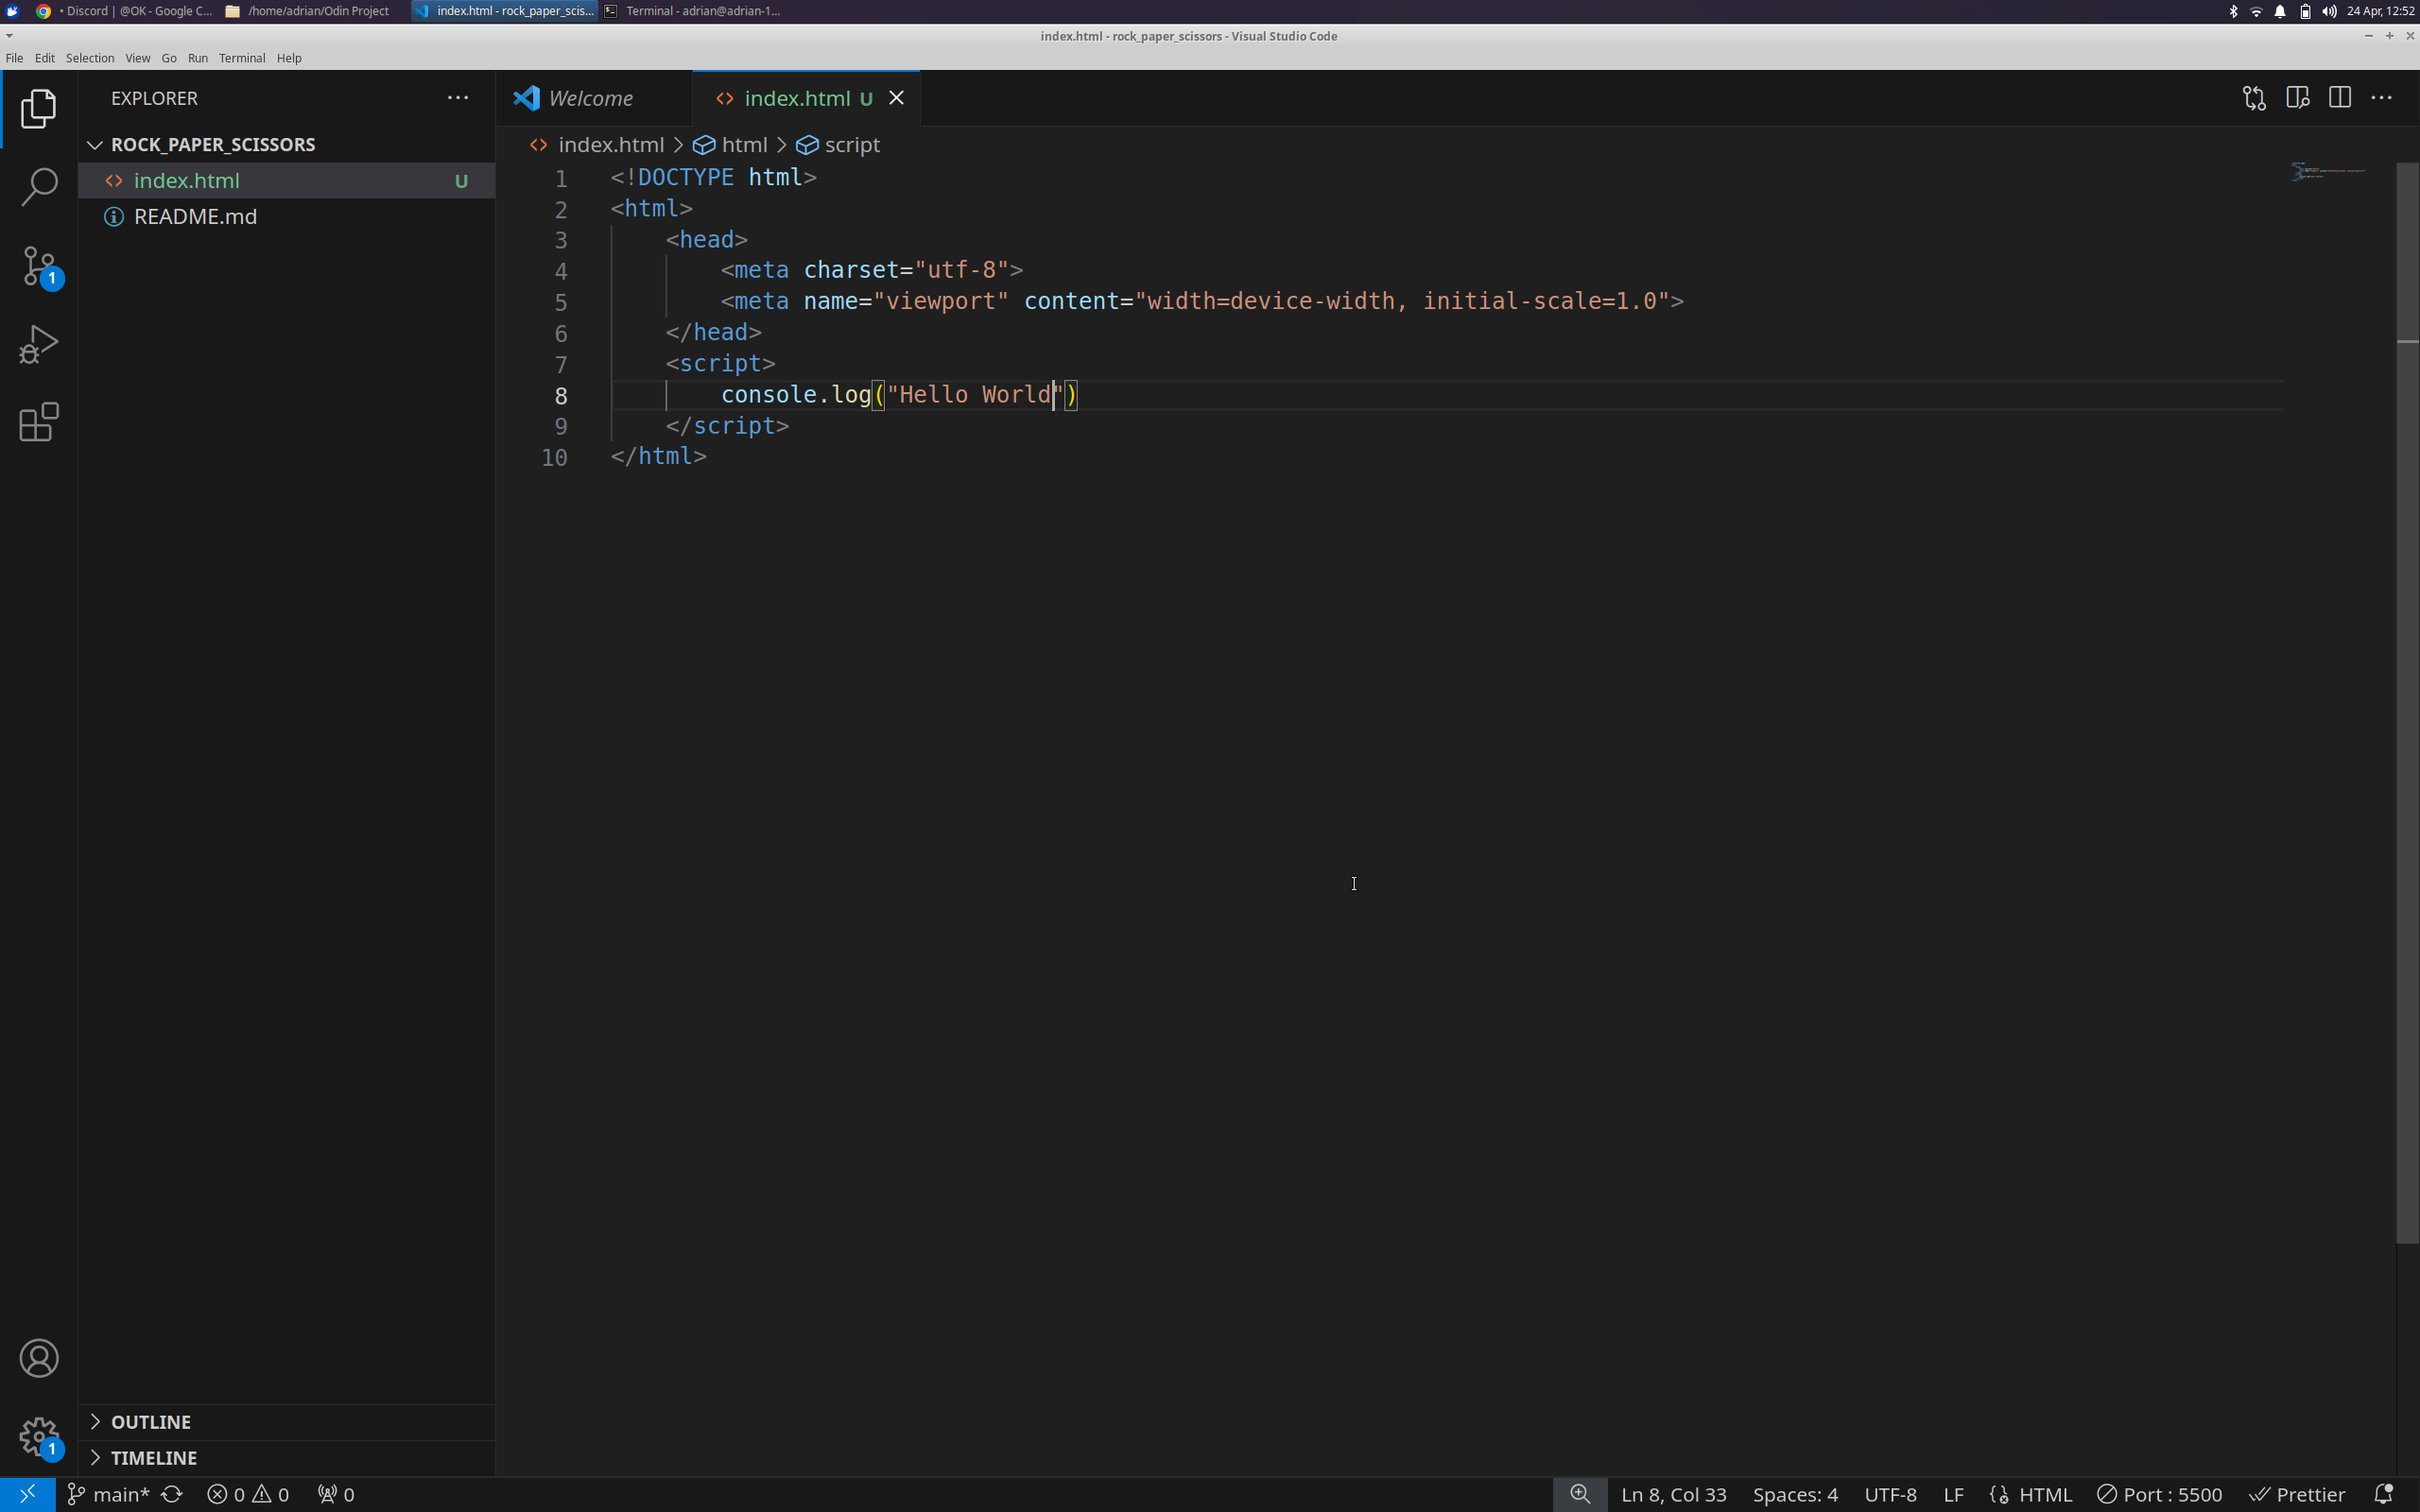 • Discord | @OK - Google C... /home/adrian/Odin Project index.html - rock_paper_scis... Terminal - adrian@adrian-1... 24 Apr, 12:52
index.html - rock_paper_scissors - Visual Studio Code
File Edit Selection View Go Run Terminal Help
EXPLORER
Welcome index.html U
ROCK_PAPER_SCISSORS
index.html > html > script
index.html U
README.md
1 <!DOCTYPE html>
2 <html>
3 <head>
4 <meta charset="utf-8">
5 <meta name="viewport" content="width=device-width, initial-scale=1.0">
6 </head>
7 <script>
8 console.log("Hello World")
9 </script>
10 </html>
1
1
OUTLINE
TIMELINE
main* 0 0 0 Ln 8, Col 33 Spaces: 4 UTF-8 LF HTML Port : 5500 Prettier